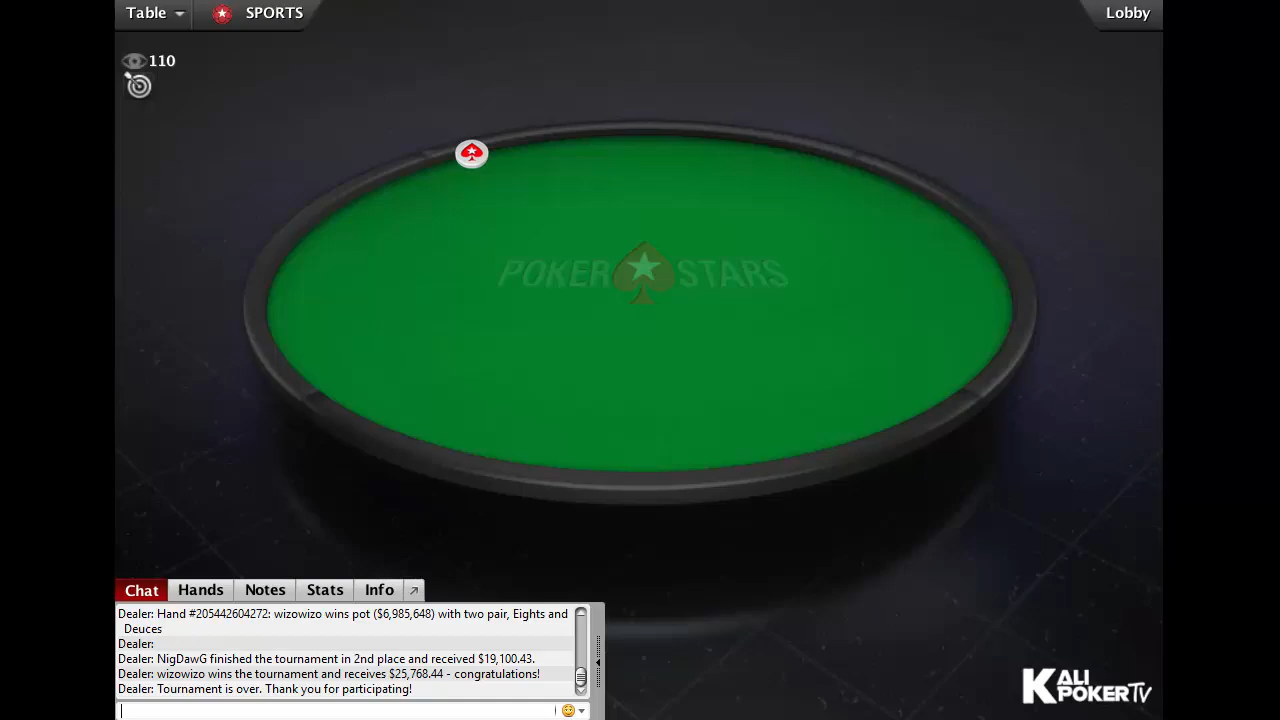 Table
SPORTS
Lobby
110
POKER STARS
Chat
Hands
Notes
Stats
Info
Dealer: Hand #205442604272: wizowizo wins pot ($6,985,648) with two pair, Eights and
Deuces
Dealer:
Dealer: NigDawG finished the tournament in 2nd place and received $19,100.43.
Dealer: wizowizo wins the tournament and receives $25,768.44 - congratulations!
Dealer: Tournament is over. Thank you for participating!
KALI
POKERTV